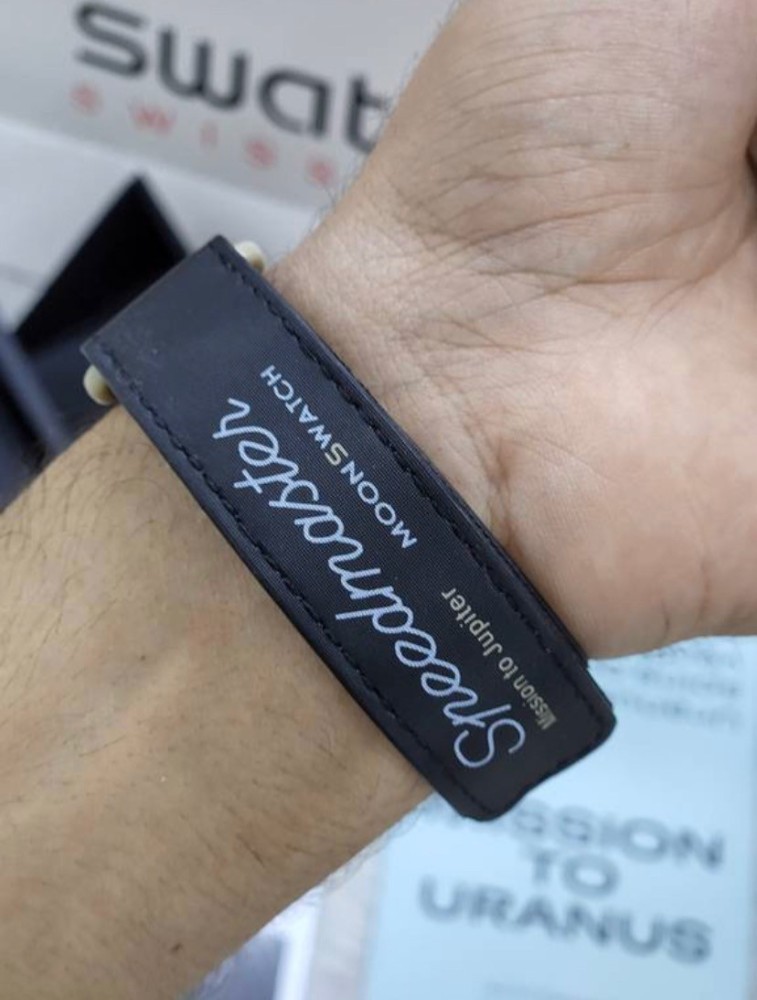 swat
SWISS
Speedmaster
MOONSWATCH
Mission to Jupiter
MISSION
TO
URANUS